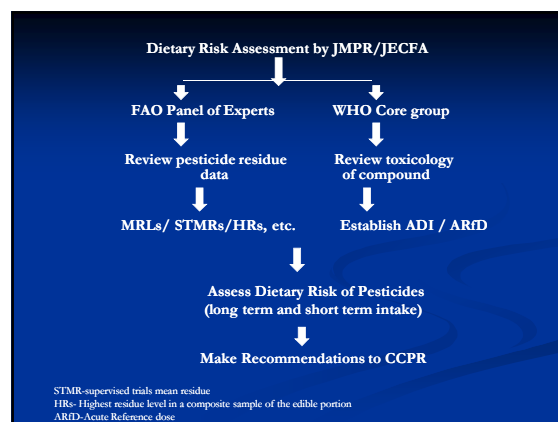 Dietary Risk Assessment by JMPR/JECFA
FAO Panel of Experts
WHO Core group
Review pesticide residue
data
Review toxicology
of compound
MRLs/ STMRs/HRs, etc.
Establish ADI / ARfD
Assess Dietary Risk of Pesticides
(long term and short term intake)
Make Recommendations to CCPR
STMR-supervised trials mean residue
HRs- Highest residue level in a composite sample of the edible portion
ARfD-Acute Reference dose